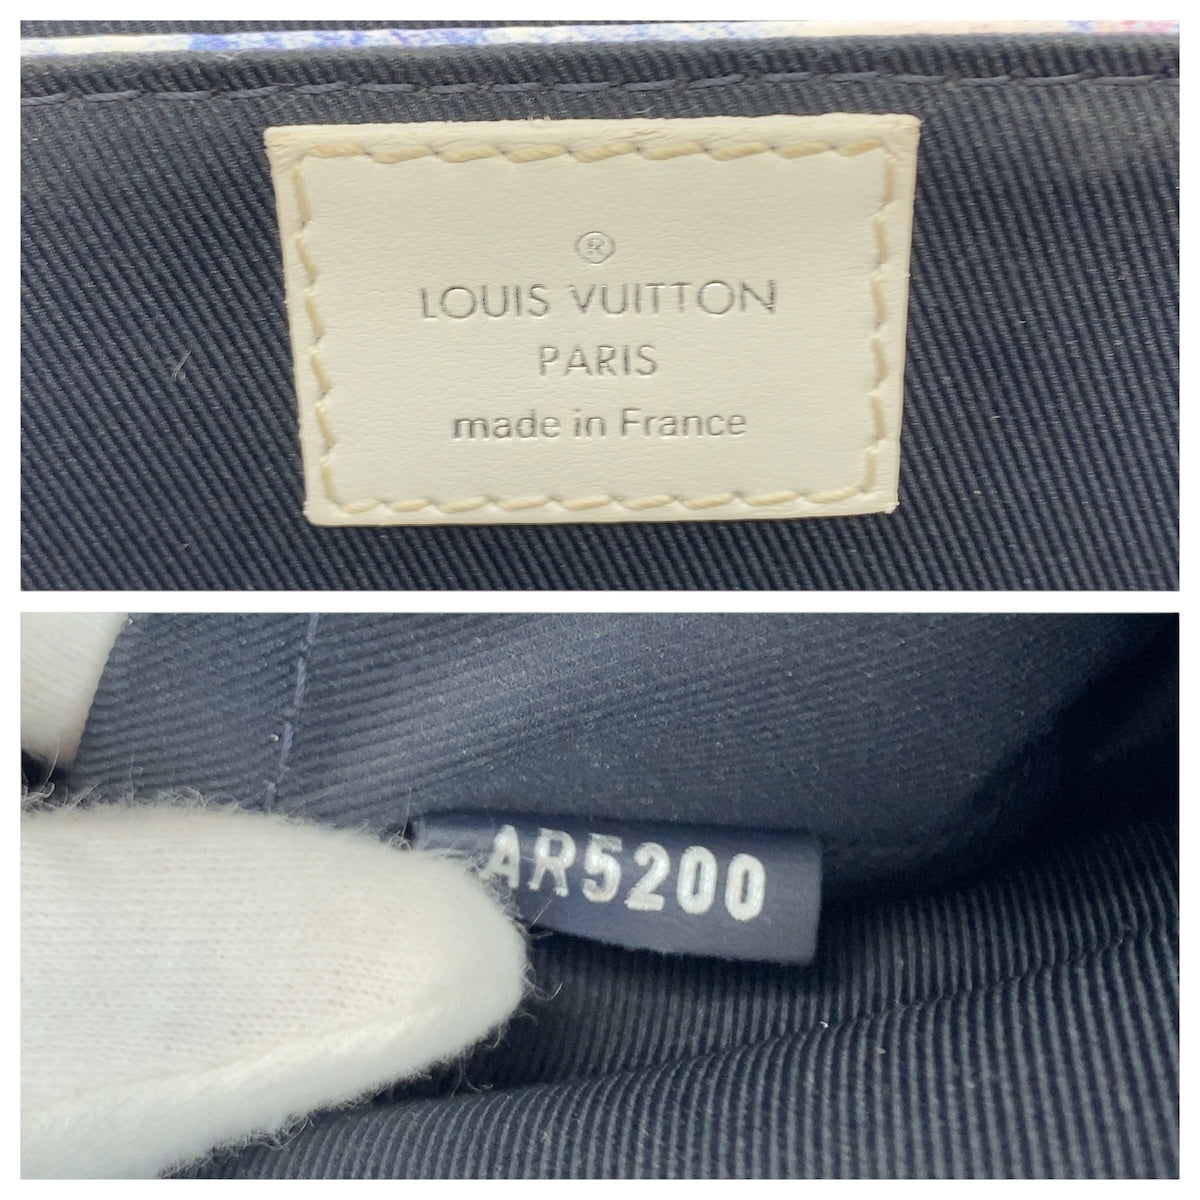 ®
LOUIS VUITTON
PARIS
made in France
AR5200